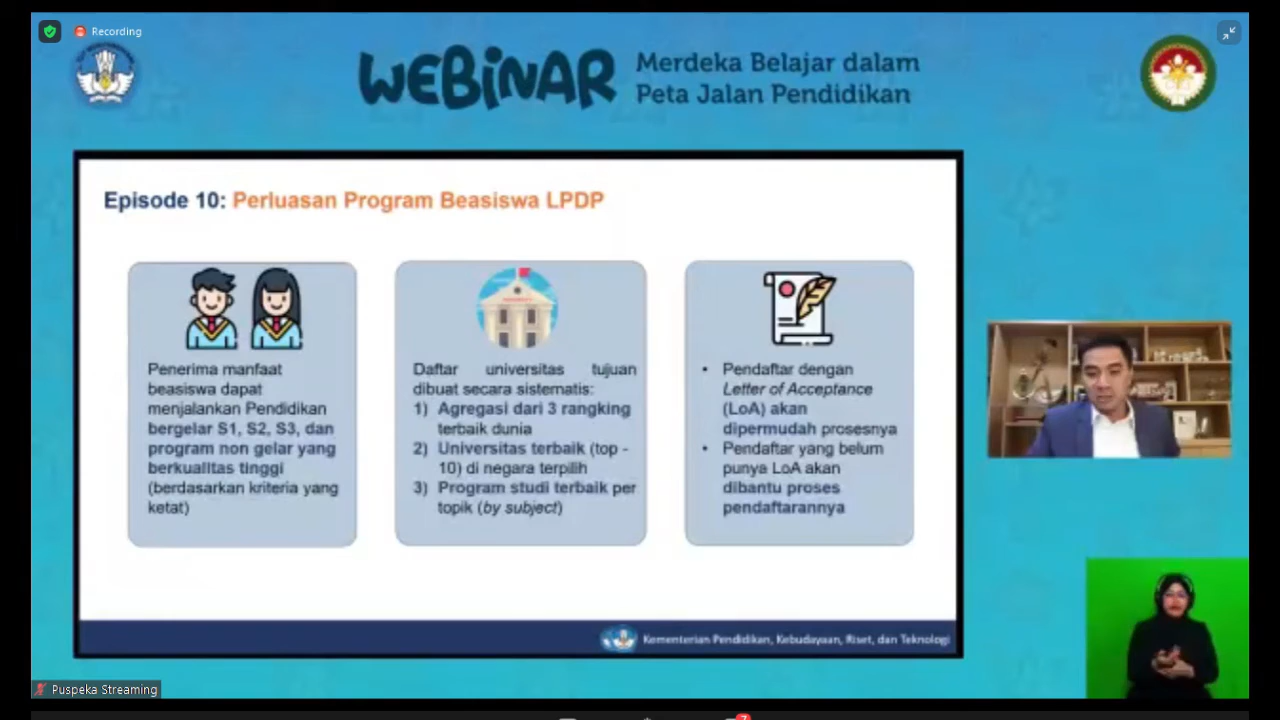 Recording
WEBINAR
Merdeka Belajar dalam
Peta Jalan Pendidikan
Episode 10: Perluasan Program Beasiswa LPDP
Penerima manfaat
beasiswa dapat
menjalankan Pendidikan
bergelar S1, S2, S3, dan
program non gelar yang
berkualitas tinggi
(berdasarkan kriteria yang
ketat)
Daftar universitas tujuan
dibuat secara sistematis:
1) Agregasi dari 3 rangking
terbaik dunia
2) Universitas terbaik (top -
10) di negara terpilih
3) Program studi terbaik per
topik (by subject)
• Pendaftar dengan
Letter of Acceptance
(LoA) akan
dipermudah prosesnya
• Pendaftar yang belum
punya LoA akan
dibantu proses
pendaftarannya
Kementerian Pendidikan, Kebudayaan, Riset, dan Teknologi
Puspeka Streaming
7